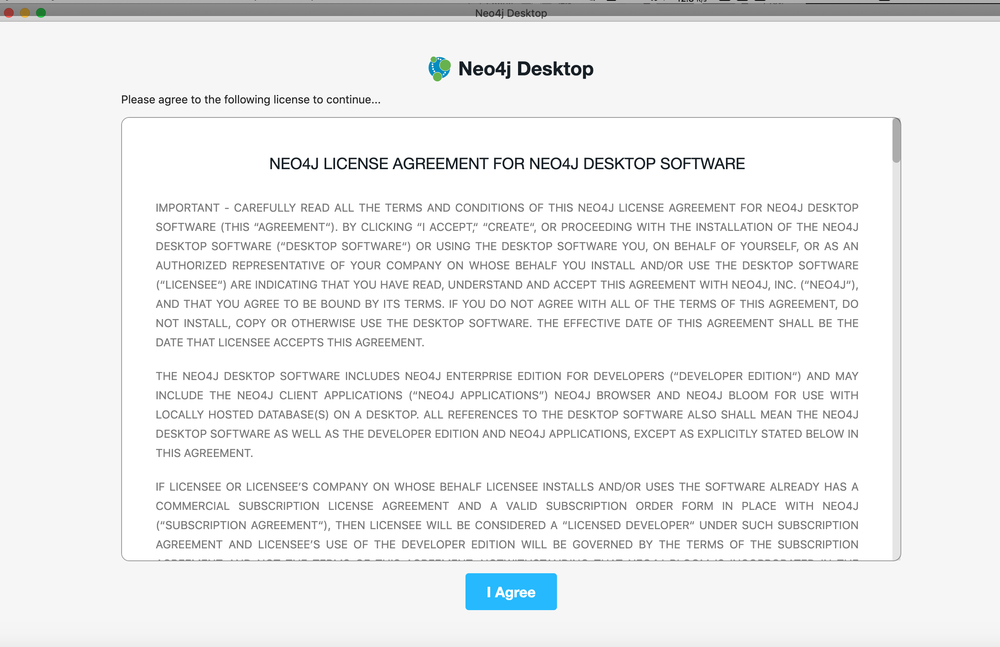 Neo4j Desktop
Neo4j Desktop
Please agree to the following license to continue...
NEO4J LICENSE AGREEMENT FOR NEO4J DESKTOP SOFTWARE
IMPORTANT - CAREFULLY READ ALL THE TERMS AND CONDITIONS OF THIS NEO4J LICENSE AGREEMENT FOR NEO4J DESKTOP
SOFTWARE (THIS “AGREEMENT“). BY CLICKING “I ACCEPT,“ “CREATE“, OR PROCEEDING WITH THE INSTALLATION OF THE NEO4J
DESKTOP SOFTWARE (“DESKTOP SOFTWARE“) OR USING THE DESKTOP SOFTWARE YOU, ON BEHALF OF YOURSELF, OR AS AN
AUTHORIZED REPRESENTATIVE OF YOUR COMPANY ON WHOSE BEHALF YOU INSTALL AND/OR USE THE DESKTOP SOFTWARE
(“LICENSEE“) ARE INDICATING THAT YOU HAVE READ, UNDERSTAND AND ACCEPT THIS AGREEMENT WITH NEO4J, INC. (“NEO4J“),
AND THAT YOU AGREE TO BE BOUND BY ITS TERMS. IF YOU DO NOT AGREE WITH ALL OF THE TERMS OF THIS AGREEMENT, DO
NOT INSTALL, COPY OR OTHERWISE USE THE DESKTOP SOFTWARE. THE EFFECTIVE DATE OF THIS AGREEMENT SHALL BE THE
DATE THAT LICENSEE ACCEPTS THIS AGREEMENT.
THE NEO4J DESKTOP SOFTWARE INCLUDES NEO4J ENTERPRISE EDITION FOR DEVELOPERS (“DEVELOPER EDITION“) AND MAY
INCLUDE THE NEO4J CLIENT APPLICATIONS (“NEO4J APPLICATIONS”) NEO4J BROWSER AND NEO4J BLOOM FOR USE WITH
LOCALLY HOSTED DATABASE(S) ON A DESKTOP. ALL REFERENCES TO THE DESKTOP SOFTWARE ALSO SHALL MEAN THE NEO4J
DESKTOP SOFTWARE AS WELL AS THE DEVELOPER EDITION AND NEO4J APPLICATIONS, EXCEPT AS EXPLICITLY STATED BELOW IN
THIS AGREEMENT.
IF LICENSEE OR LICENSEE’S COMPANY ON WHOSE BEHALF LICENSEE INSTALLS AND/OR USES THE SOFTWARE ALREADY HAS A
COMMERCIAL SUBSCRIPTION LICENSE AGREEMENT AND A VALID SUBSCRIPTION ORDER FORM IN PLACE WITH NEO4J
(“SUBSCRIPTION AGREEMENT“), THEN LICENSEE WILL BE CONSIDERED A “LICENSED DEVELOPER“ UNDER SUCH SUBSCRIPTION
AGREEMENT AND LICENSEE’S USE OF THE DEVELOPER EDITION WILL BE GOVERNED BY THE TERMS OF THE SUBSCRIPTION
I Agree